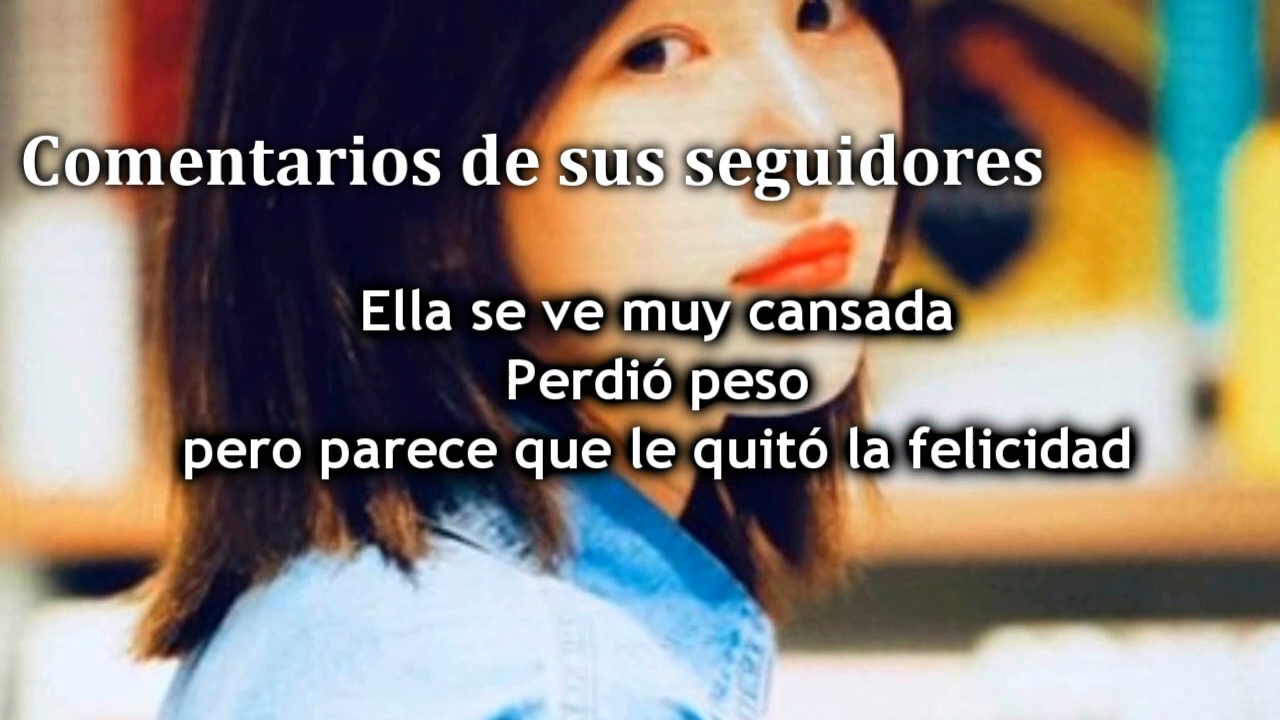 Comentarios de sus seguidores
Ella se ve muy cansada
Perdió peso
pero parece que le quitó la felicidad